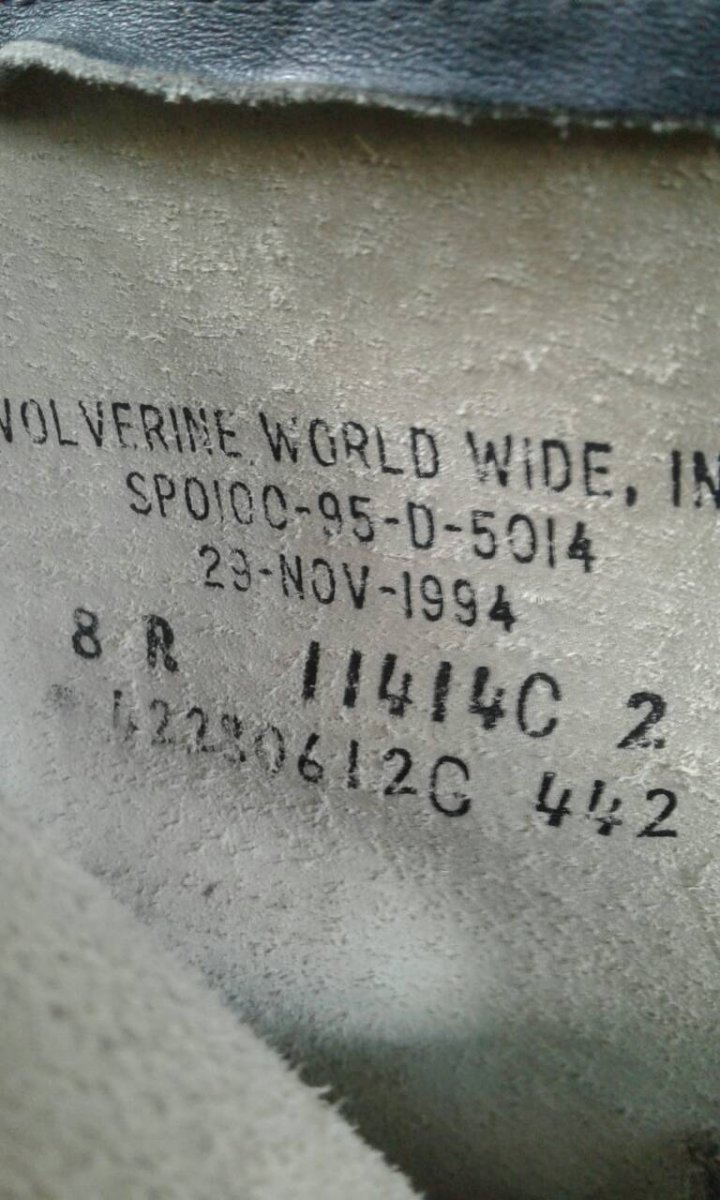 WOLVERINE WORLD WIDE, IN
SP0100-95-D-5014
29-NOV-1994
8 R 11414C 2
442